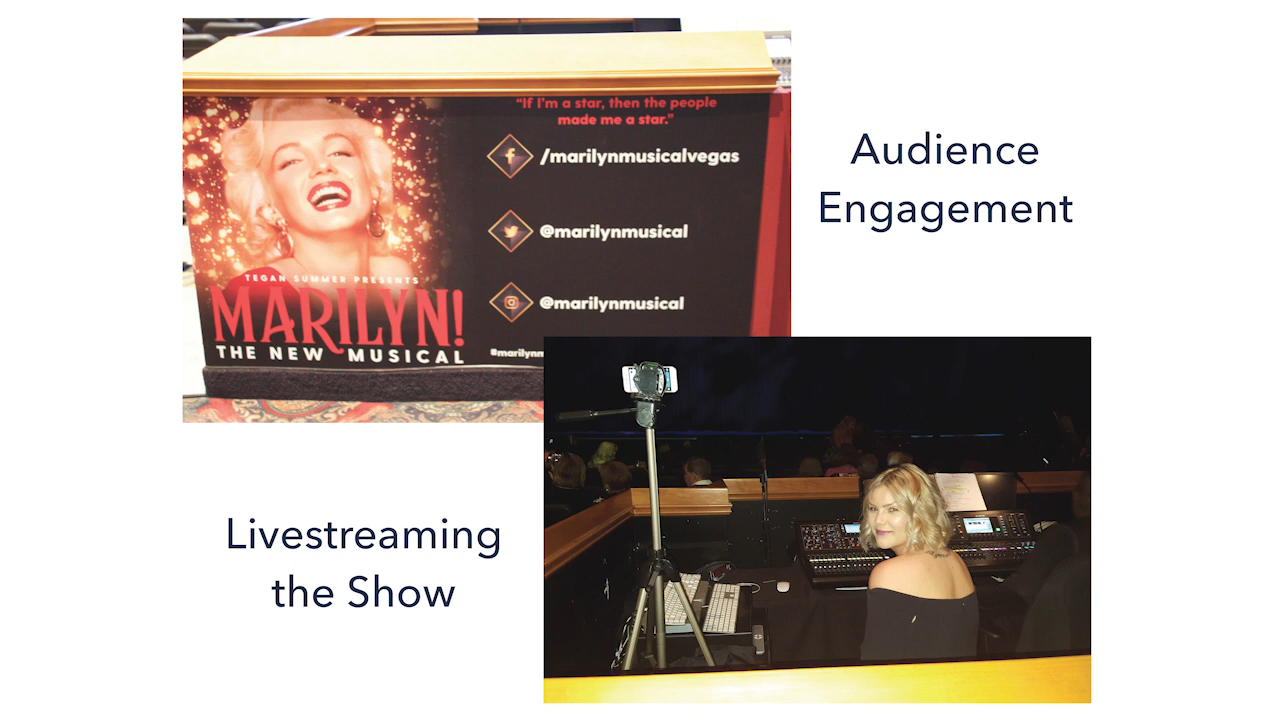 "If I'm a star, then the people
made me a star."
/marilynmusicalvegas
@marilynmusical
@marilynmusical
TEGAN SUMMER PRESENTS
MARILYN!
THE NEW MUSICAL
Audience
Engagement
Livestreaming
the Show